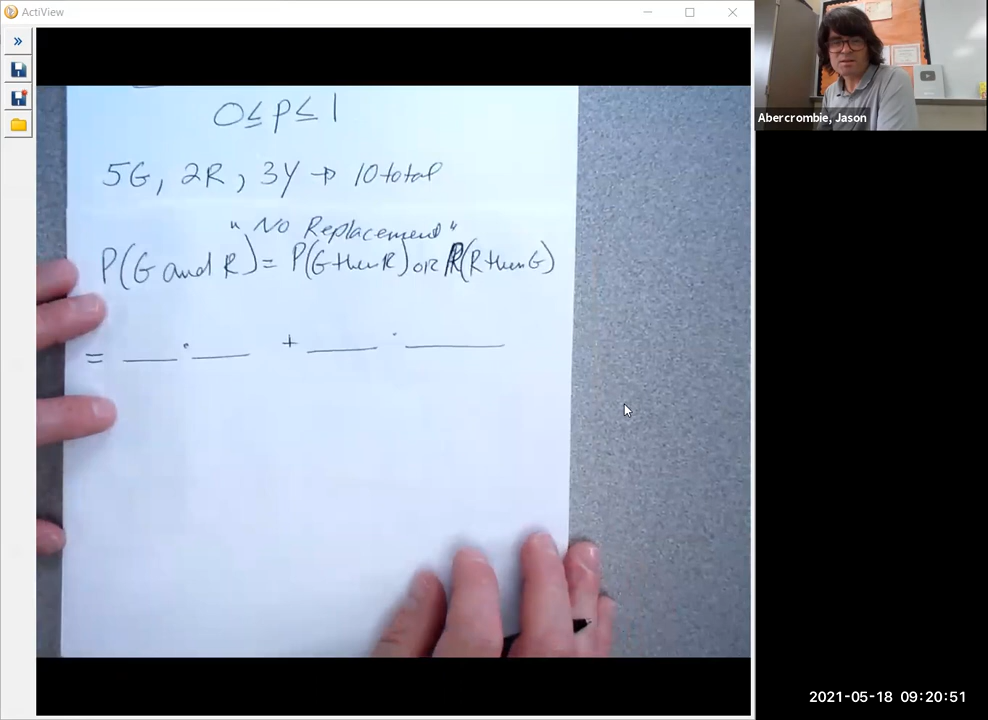 ActiView
Abercrombie, Jason
0 ≤ p ≤ 1
5G, 2R, 3Y → 10 total
"No Replacement"
P(G and R) = P(G then R) or P(R then G)
= ___ · ___ + ___ · ___
2021-05-18 09:20:51